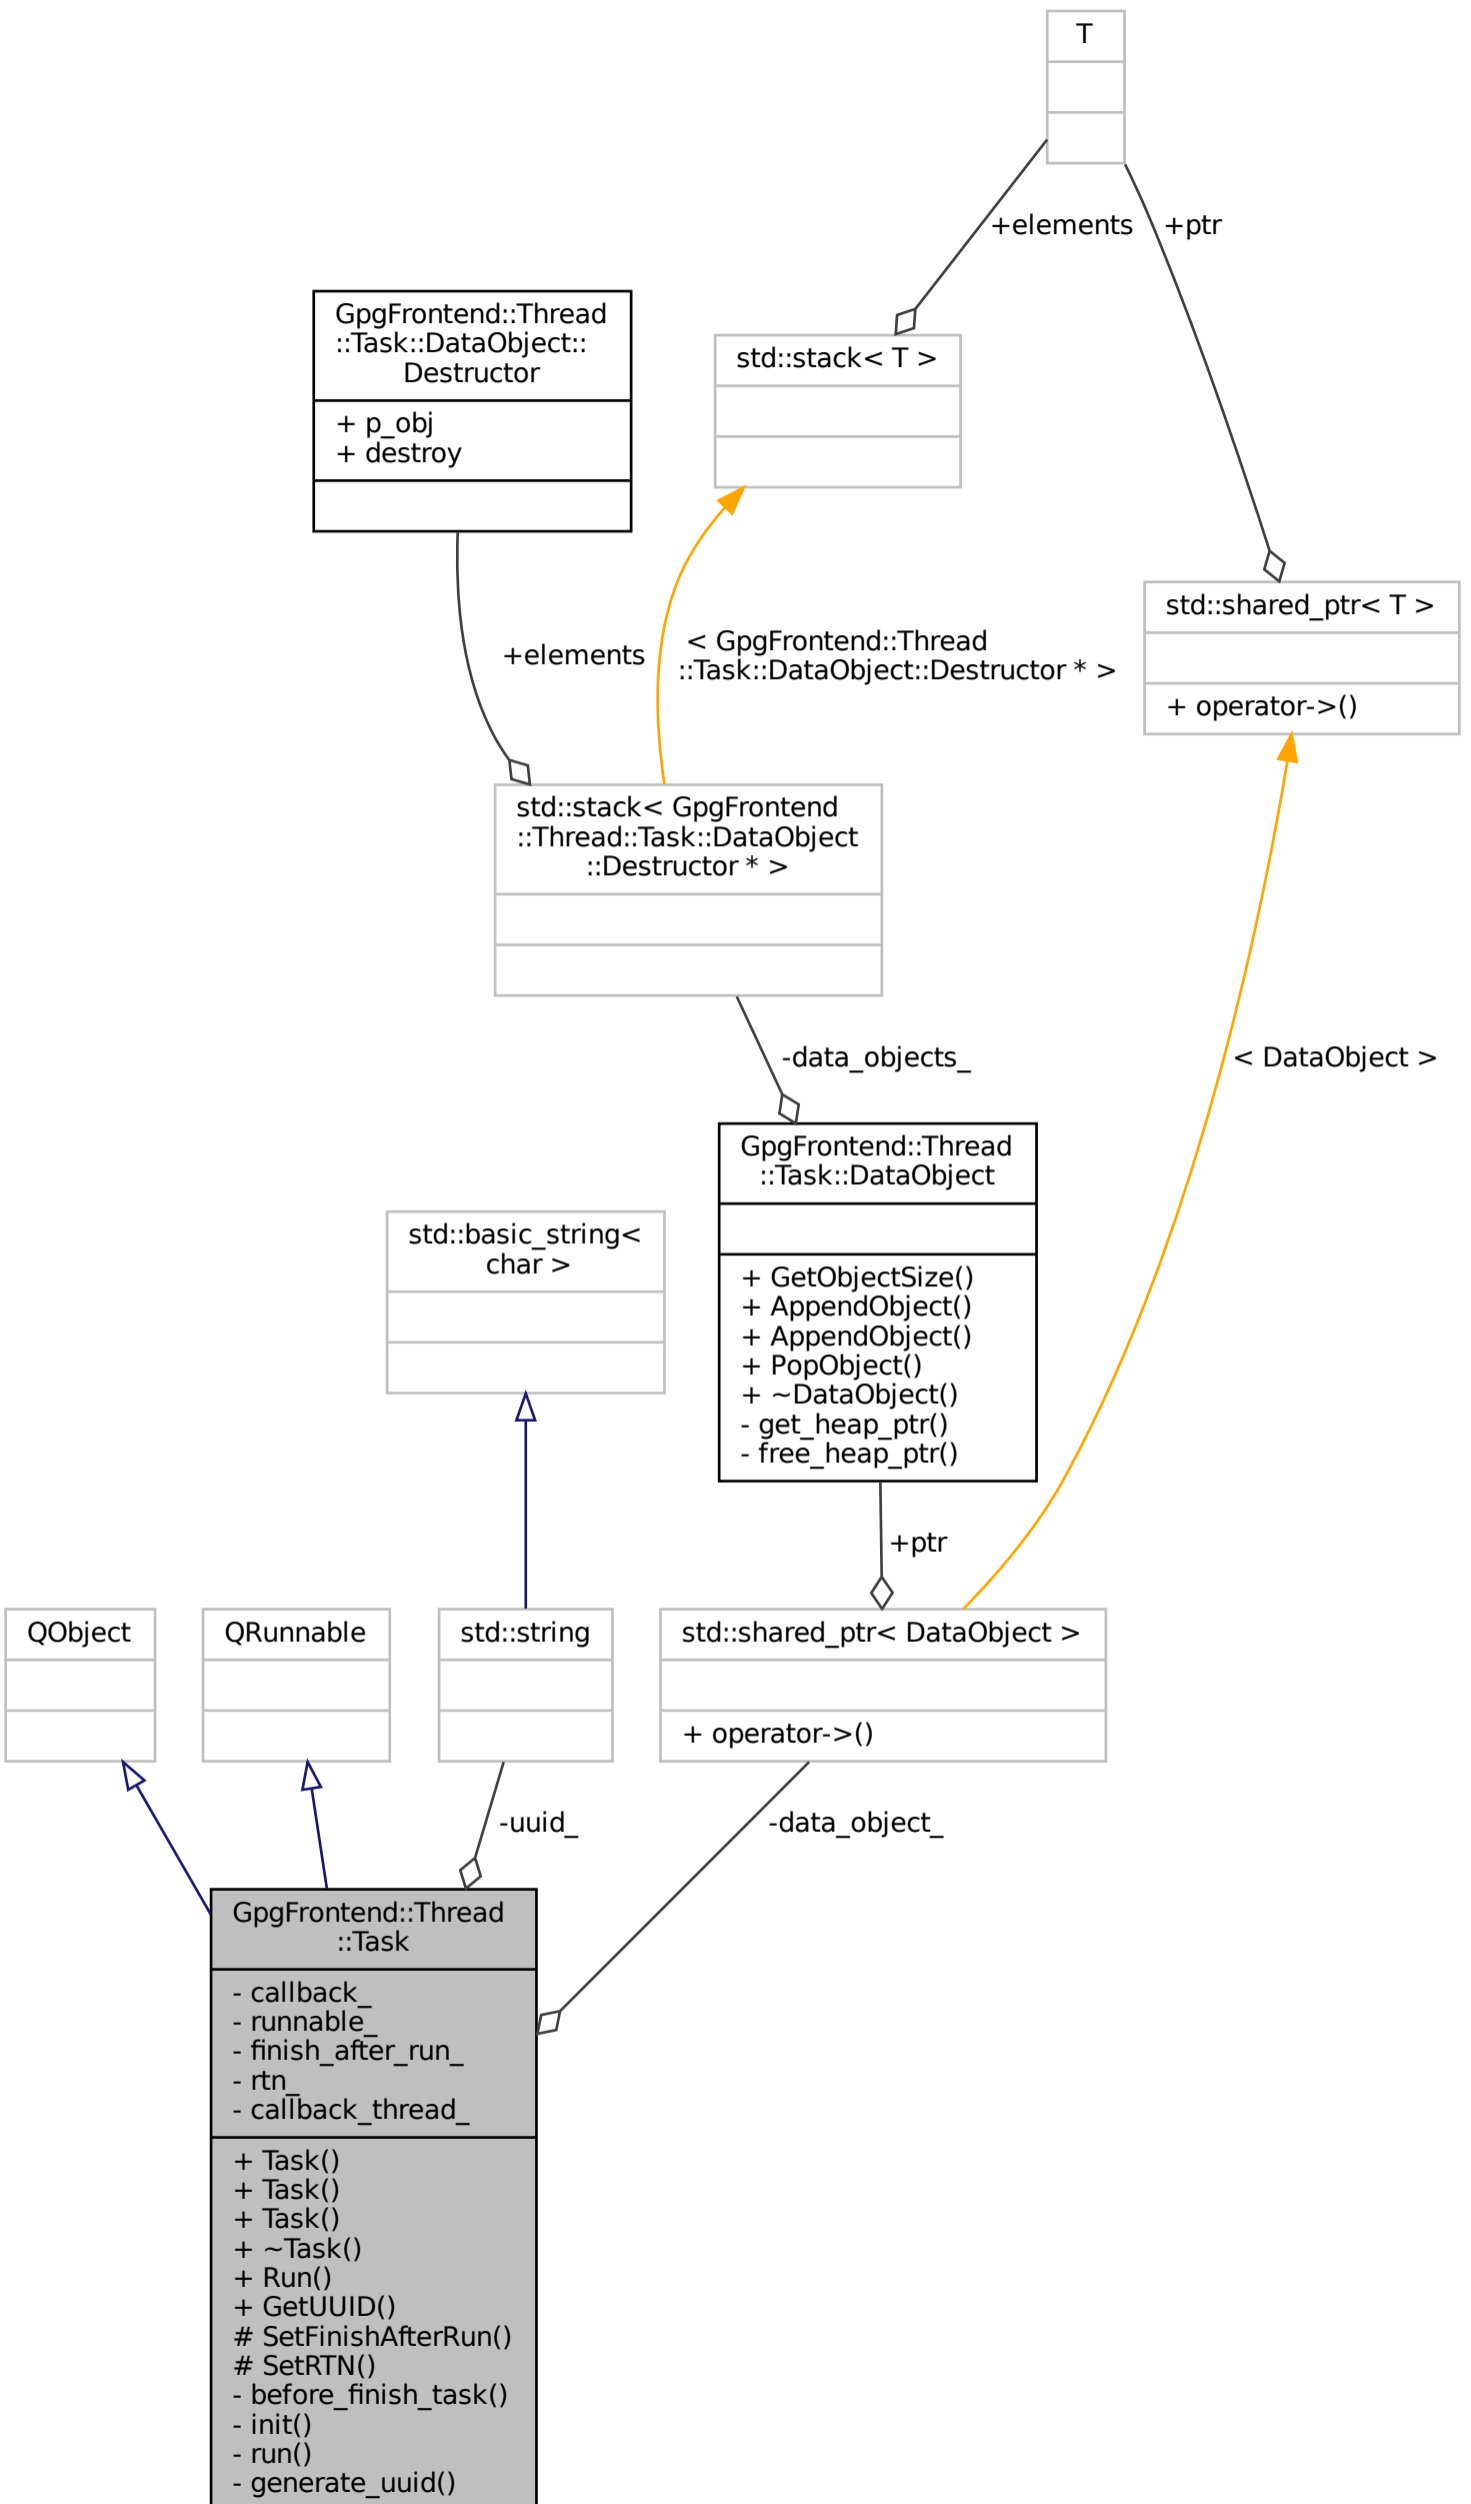 T
+elements
+ptr
GpgFrontend::Thread
::Task::DataObject::
Destructor
+ p_obj
+ destroy
std::stack< T >
std::shared_ptr< T >
+ operator->()
+elements
< GpgFrontend::Thread
::Task::DataObject::Destructor * >
std::stack< GpgFrontend
::Thread::Task::DataObject
::Destructor * >
-data_objects_
< DataObject >
GpgFrontend::Thread
::Task::DataObject
+ GetObjectSize()
+ AppendObject()
+ AppendObject()
+ PopObject()
+ ~DataObject()
- get_heap_ptr()
- free_heap_ptr()
std::basic_string<
char >
+ptr
QObject
QRunnable
std::string
std::shared_ptr< DataObject >
+ operator->()
-uuid_
-data_object_
GpgFrontend::Thread
::Task
- callback_
- runnable_
- finish_after_run_
- rtn_
- callback_thread_
+ Task()
+ Task()
+ Task()
+ ~Task()
+ Run()
+ GetUUID()
# SetFinishAfterRun()
# SetRTN()
- before_finish_task()
- init()
- run()
- generate_uuid()